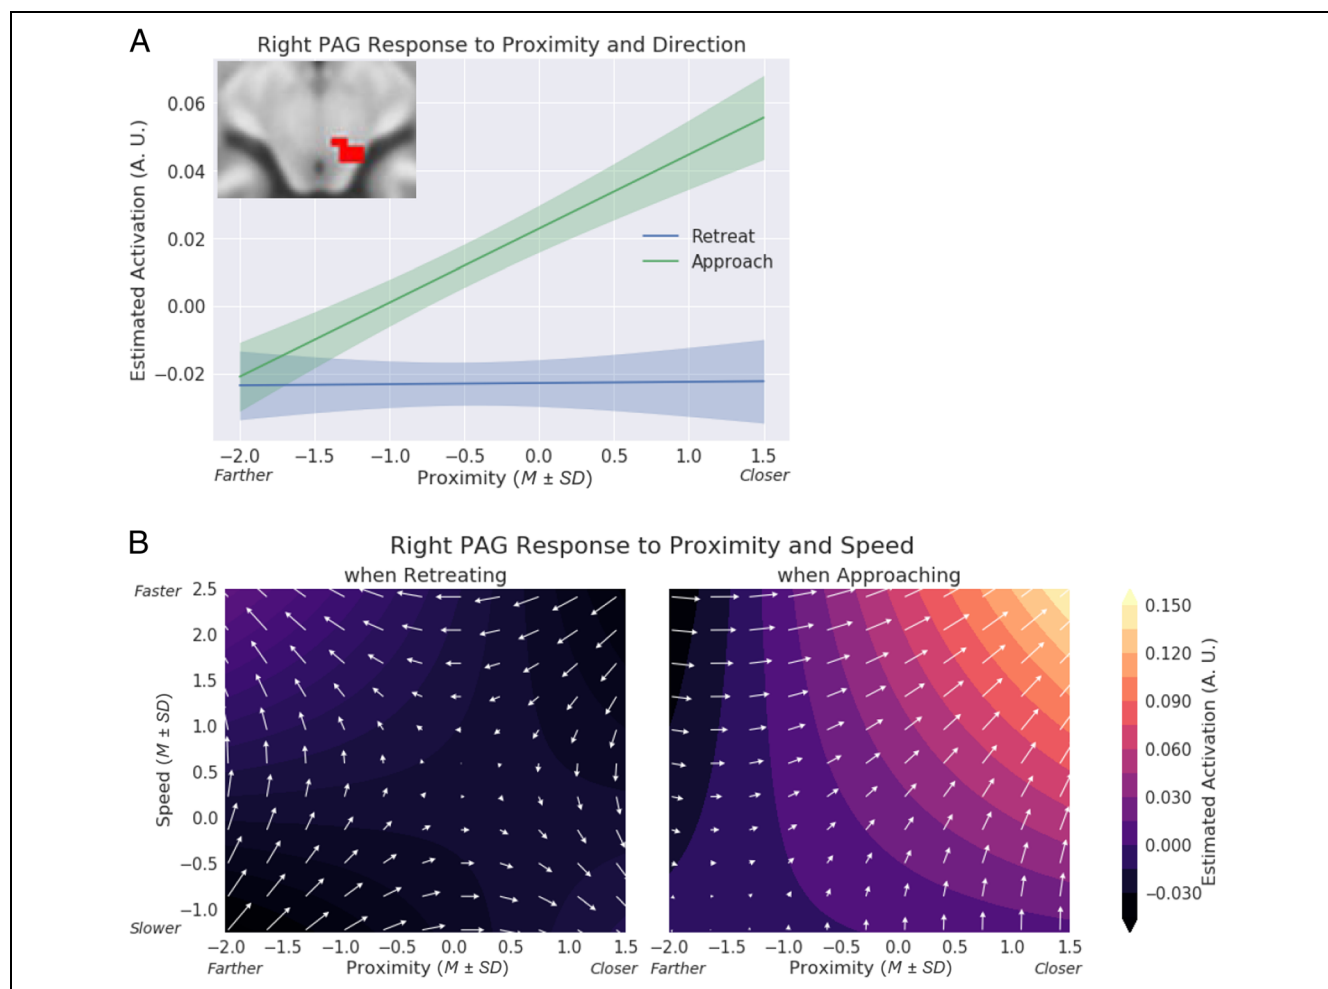 A
Right PAG Response to Proximity and Direction
Estimated Activation (A. U.)
0.06
0.04
0.02
0.00
−0.02
Retreat
Approach
−2.0 −1.5 −1.0 −0.5 0.0 0.5 1.0 1.5
Farther Proximity (M ± SD) Closer
B
Right PAG Response to Proximity and Speed
when Retreating when Approaching
Faster
Speed (M ± SD)
2.5
2.0
1.5
1.0
0.5
0.0
−0.5
−1.0
Slower
−2.0 −1.5 −1.0 −0.5 0.0 0.5 1.0 1.5
Farther Proximity (M ± SD) Closer
−2.0 −1.5 −1.0 −0.5 0.0 0.5 1.0 1.5
Farther Proximity (M ± SD) Closer
0.150
0.120
0.090
0.060
0.030
0.000
−0.030
Estimated Activation (A. U.)